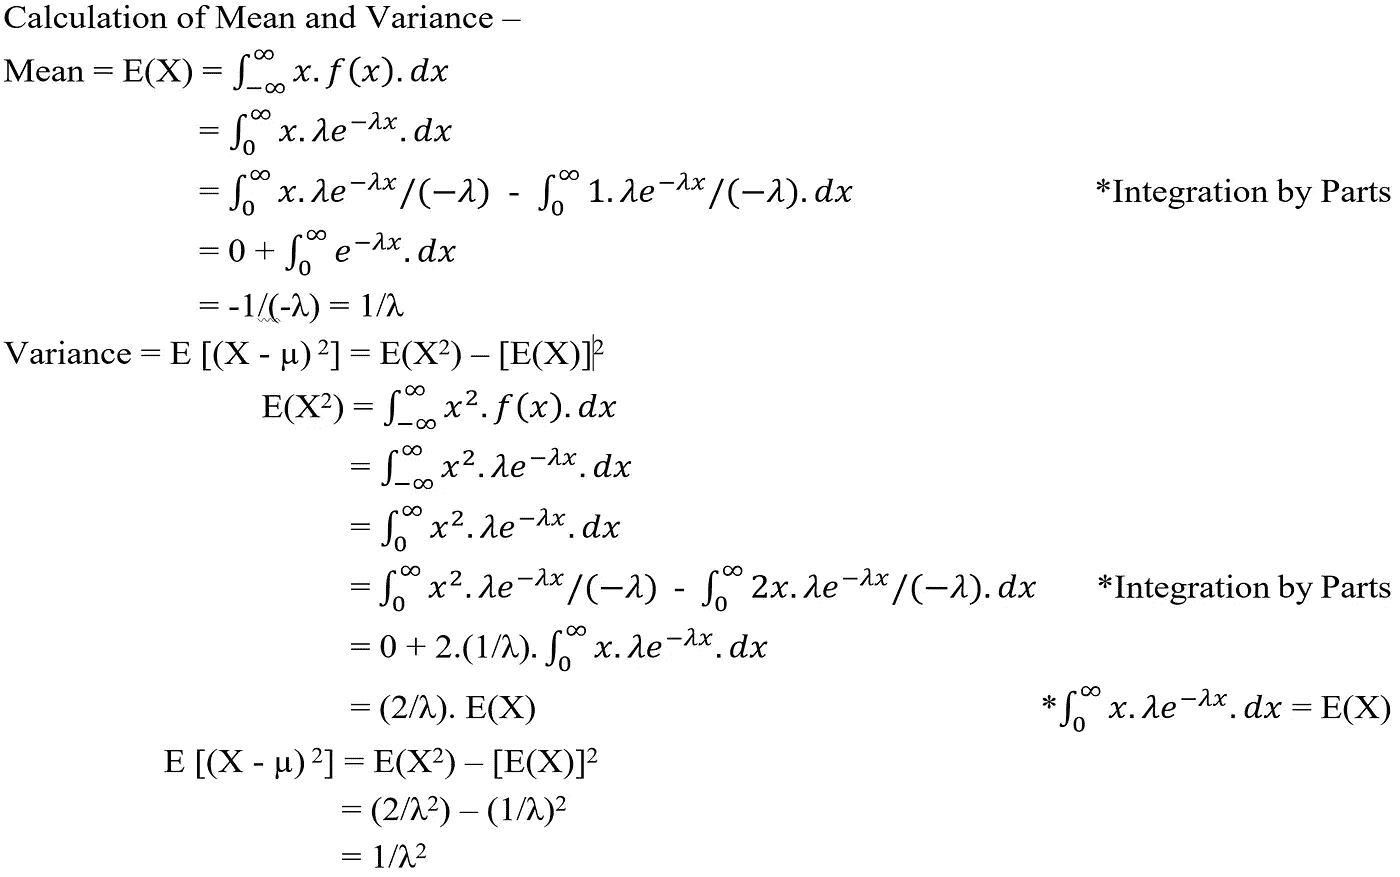 Calculation of Mean and Variance –
Mean = E(X) = ∫_{-∞}^{∞} x. f(x). dx
= ∫_0^∞ x. λe^{-λx}. dx
= ∫_0^∞ x. λe^{-λx}/(−λ) - ∫_0^∞ 1. λe^{-λx}/(−λ). dx *Integration by Parts
= 0 + ∫_0^∞ e^{-λx}. dx
= -1/(-λ) = 1/λ
Variance = E [(X - μ) ²] = E(X²) – [E(X)]²
E(X²) = ∫_{-∞}^{∞} x². f(x). dx
= ∫_{-∞}^{∞} x². λe^{-λx}. dx
= ∫_0^∞ x². λe^{-λx}. dx
= ∫_0^∞ x². λe^{-λx}/(−λ) - ∫_0^∞ 2x. λe^{-λx}/(−λ). dx *Integration by Parts
= 0 + 2.(1/λ). ∫_0^∞ x. λe^{-λx}. dx
= (2/λ). E(X) *∫_0^∞ x. λe^{-λx}. dx = E(X)
E [(X - μ) ²] = E(X²) – [E(X)]²
= (2/λ²) – (1/λ)²
= 1/λ²